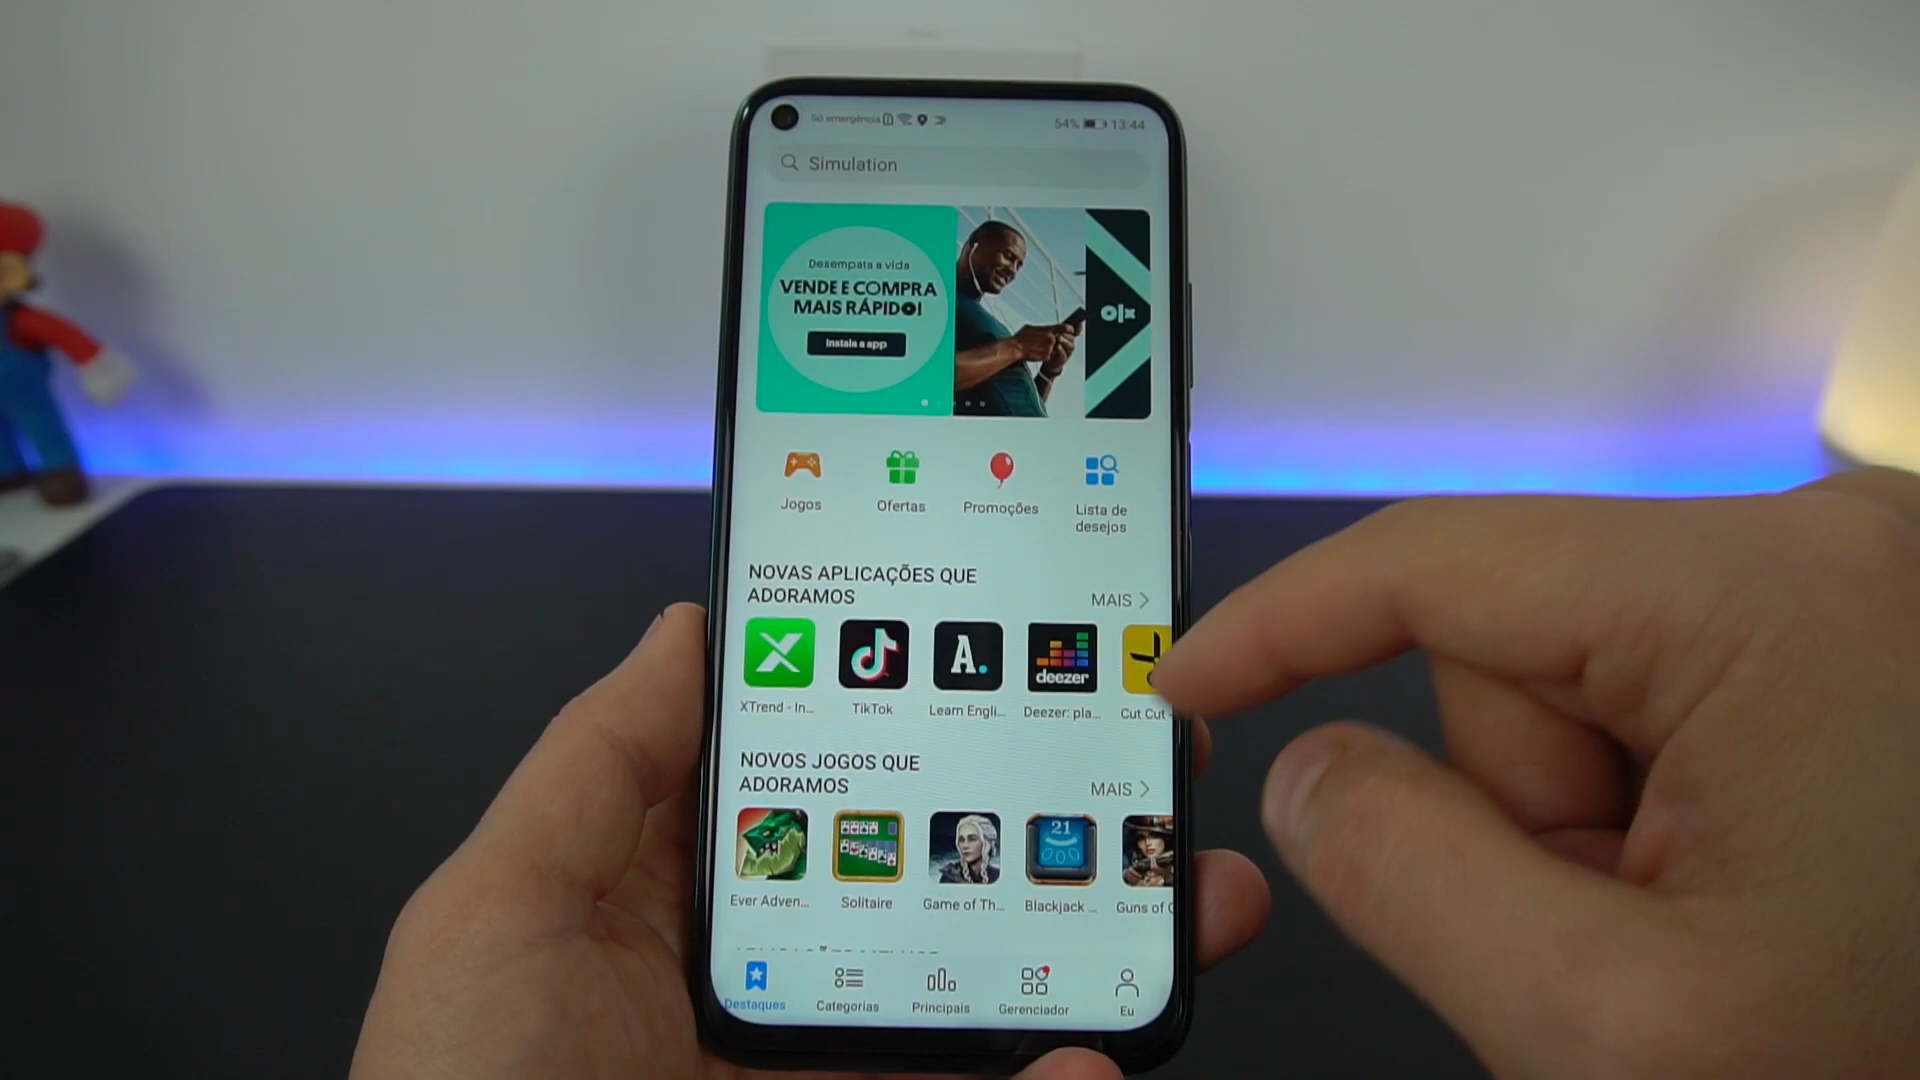 Só emergência
54% 13:44
Simulation
Desempata a vida
VENDE E COMPRA
MAIS RÁPIDO!
Instala a app
olx
Jogos
Ofertas
Promoções
Lista de
desejos
NOVAS APLICAÇÕES QUE
ADORAMOS
MAIS
A.
deezer
XTrend - In...
TikTok
Learn Engli...
Deezer: pla...
Cut Cut -
NOVOS JOGOS QUE
ADORAMOS
MAIS
21
Ever Adven...
Solitaire
Game of Th...
Blackjack ...
Guns of
Destaques
Categorias
Principais
Gerenciador
Eu